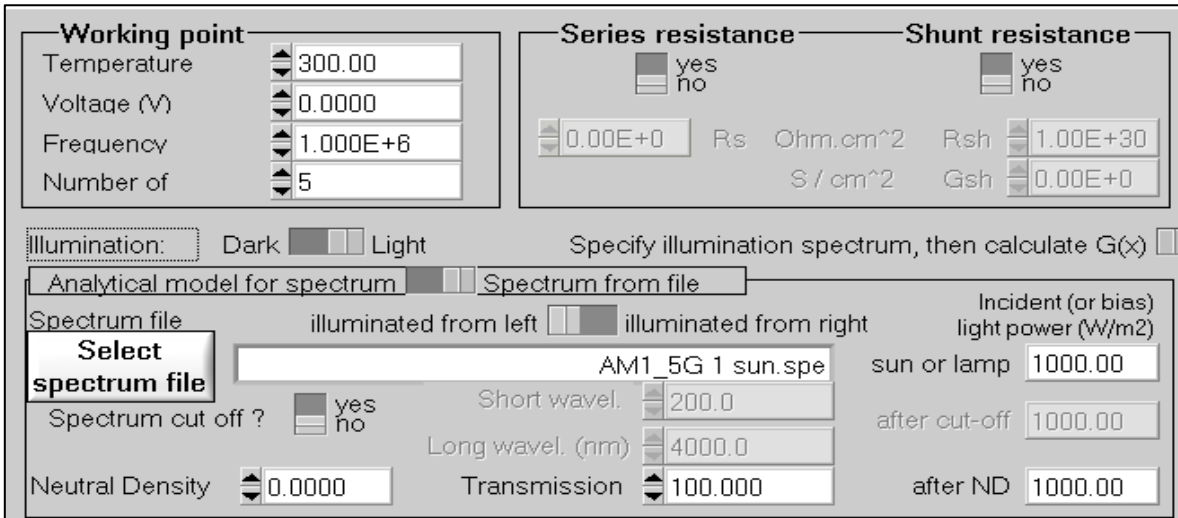 Working point
Temperature 300.00
Voltage (V) 0.0000
Frequency 1.000E+6
Number of 5
Series resistance Shunt resistance
yes yes
no no
0.00E+0 Rs Ohm.cm^2 Rsh 1.00E+30
S / cm^2 Gsh 0.00E+0
Illumination: Dark Light Specify illumination spectrum, then calculate G(x)
Analytical model for spectrum Spectrum from file
Incident (or bias)
light power (W/m2)
Spectrum file illuminated from left illuminated from right
Select
spectrum file
AM1_5G 1 sun.spe sun or lamp 1000.00
Spectrum cut off ? yes
no
Short wavel. 200.0 after cut-off 1000.00
Long wavel. (nm) 4000.0
Neutral Density 0.0000 Transmission 100.000 after ND 1000.00